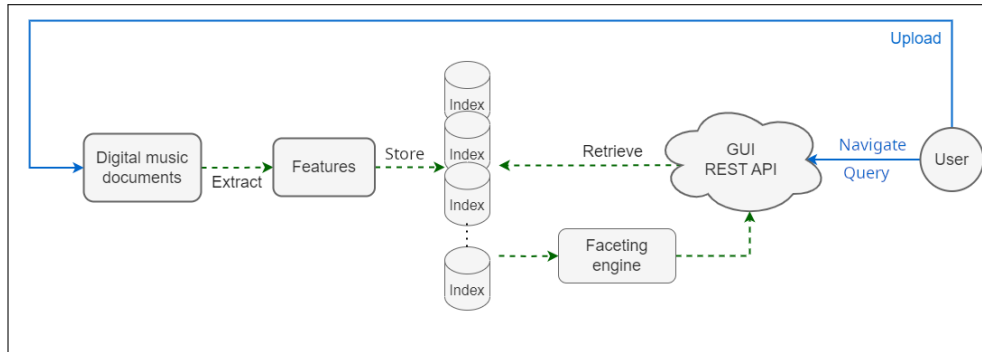 Upload
Index
Digital music
documents
Extract
Features
Store
Index
Index
Index
Retrieve
GUI
REST API
Navigate
Query
User
Faceting
engine